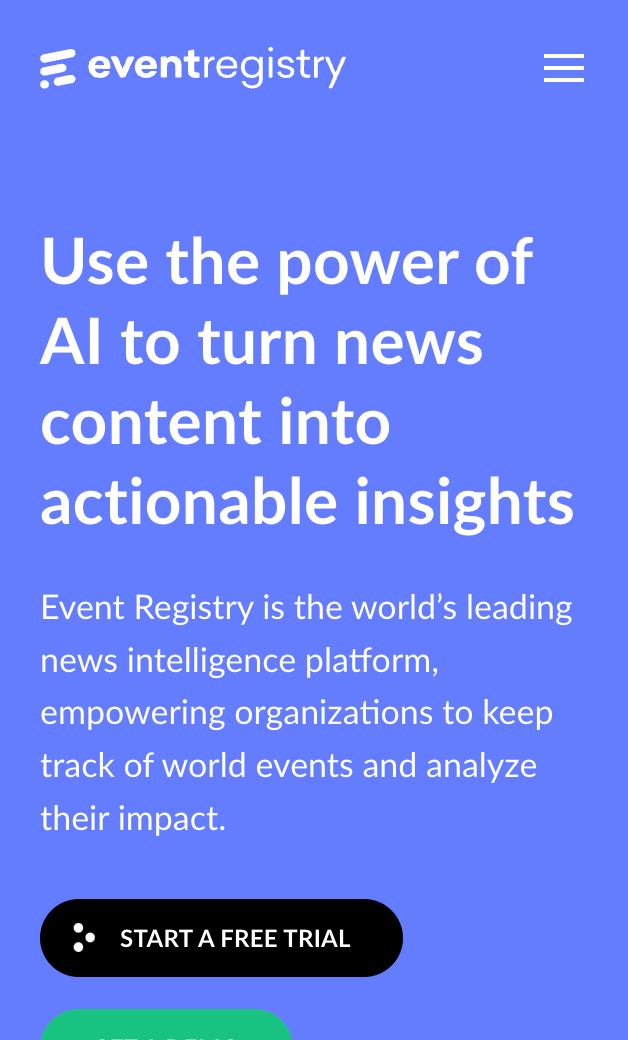 eventregistry
Use the power of
AI to turn news
content into
actionable insights
Event Registry is the world’s leading
news intelligence platform,
empowering organizations to keep
track of world events and analyze
their impact.
START A FREE TRIAL